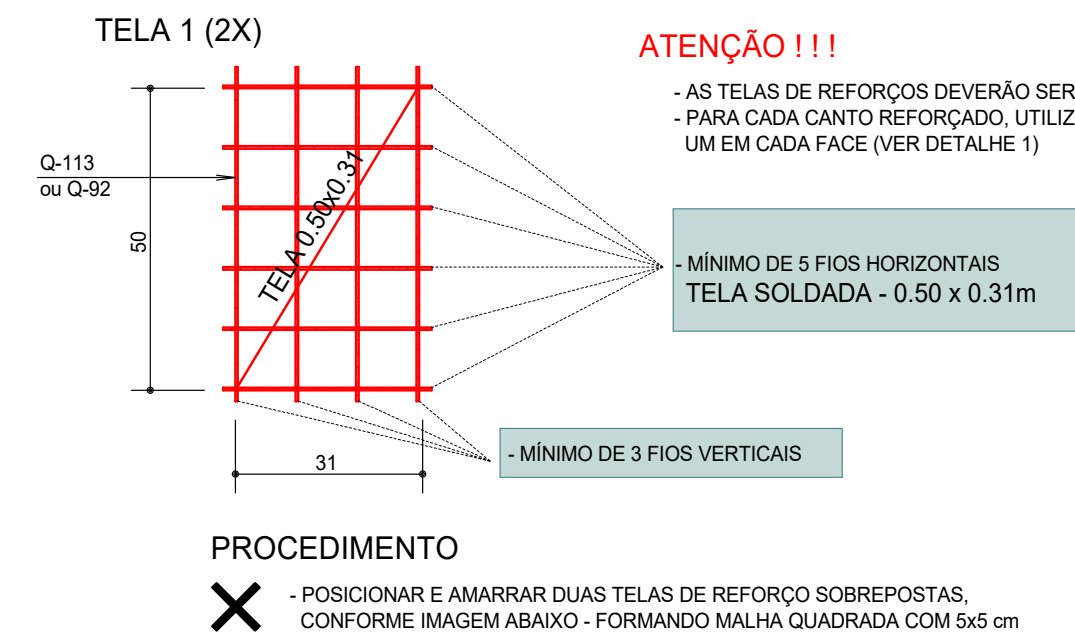 TELA 1 (2X)
ATENÇÃO ! ! !
- AS TELAS DE REFORÇOS DEVERÃO SER
- PARA CADA CANTO REFORÇADO, UTILIZ
UM EM CADA FACE (VER DETALHE 1)
Q-113
ou Q-92
50
TELA 0.50x0.31
- MÍNIMO DE 5 FIOS HORIZONTAIS
TELA SOLDADA - 0.50 x 0.31m
- MÍNIMO DE 3 FIOS VERTICAIS
31
PROCEDIMENTO
- POSICIONAR E AMARRAR DUAS TELAS DE REFORÇO SOBREPOSTAS,
CONFORME IMAGEM ABAIXO - FORMANDO MALHA QUADRADA COM 5x5 cm